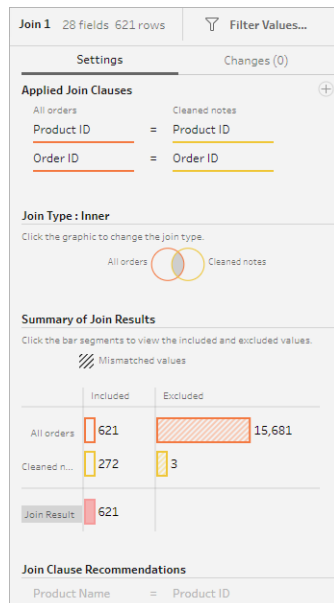 Join 1 28 fields 621 rows Filter Values...
Settings Changes (0)
Applied Join Clauses
All orders Cleaned notes
Product ID = Product ID
Order ID = Order ID
Join Type : Inner
Click the graphic to change the join type.
All orders Cleaned notes
Summary of Join Results
Click the bar segments to view the included and excluded values.
Mismatched values
Included Excluded
All orders 621 15,681
Cleaned n... 272 3
Join Result 621
Join Clause Recommendations
Product Name = Product ID